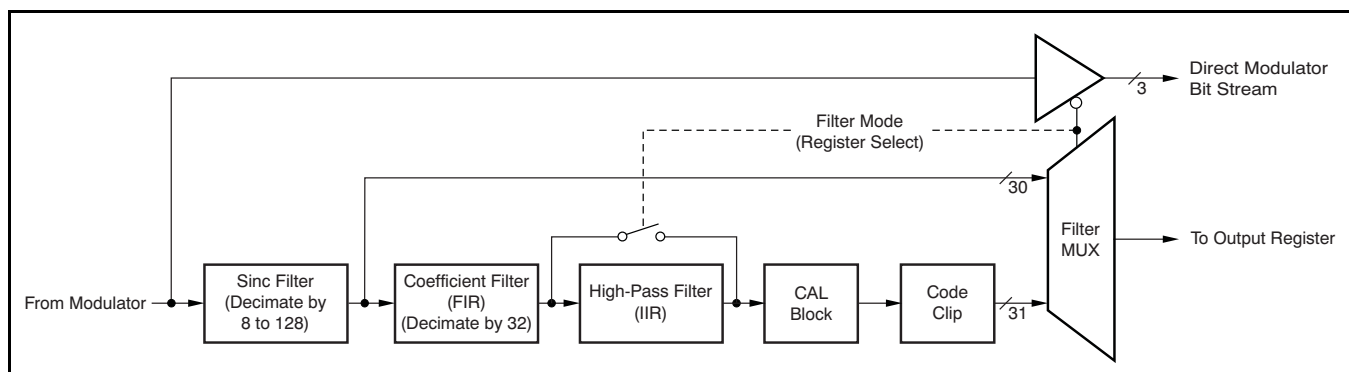 Direct Modulator
Bit Stream
3
Filter Mode
(Register Select)
30
Filter
MUX
To Output Register
From Modulator
Sinc Filter
(Decimate by
8 to 128)
Coefficient Filter
(FIR)
(Decimate by 32)
High-Pass Filter
(IIR)
CAL
Block
Code
Clip
31